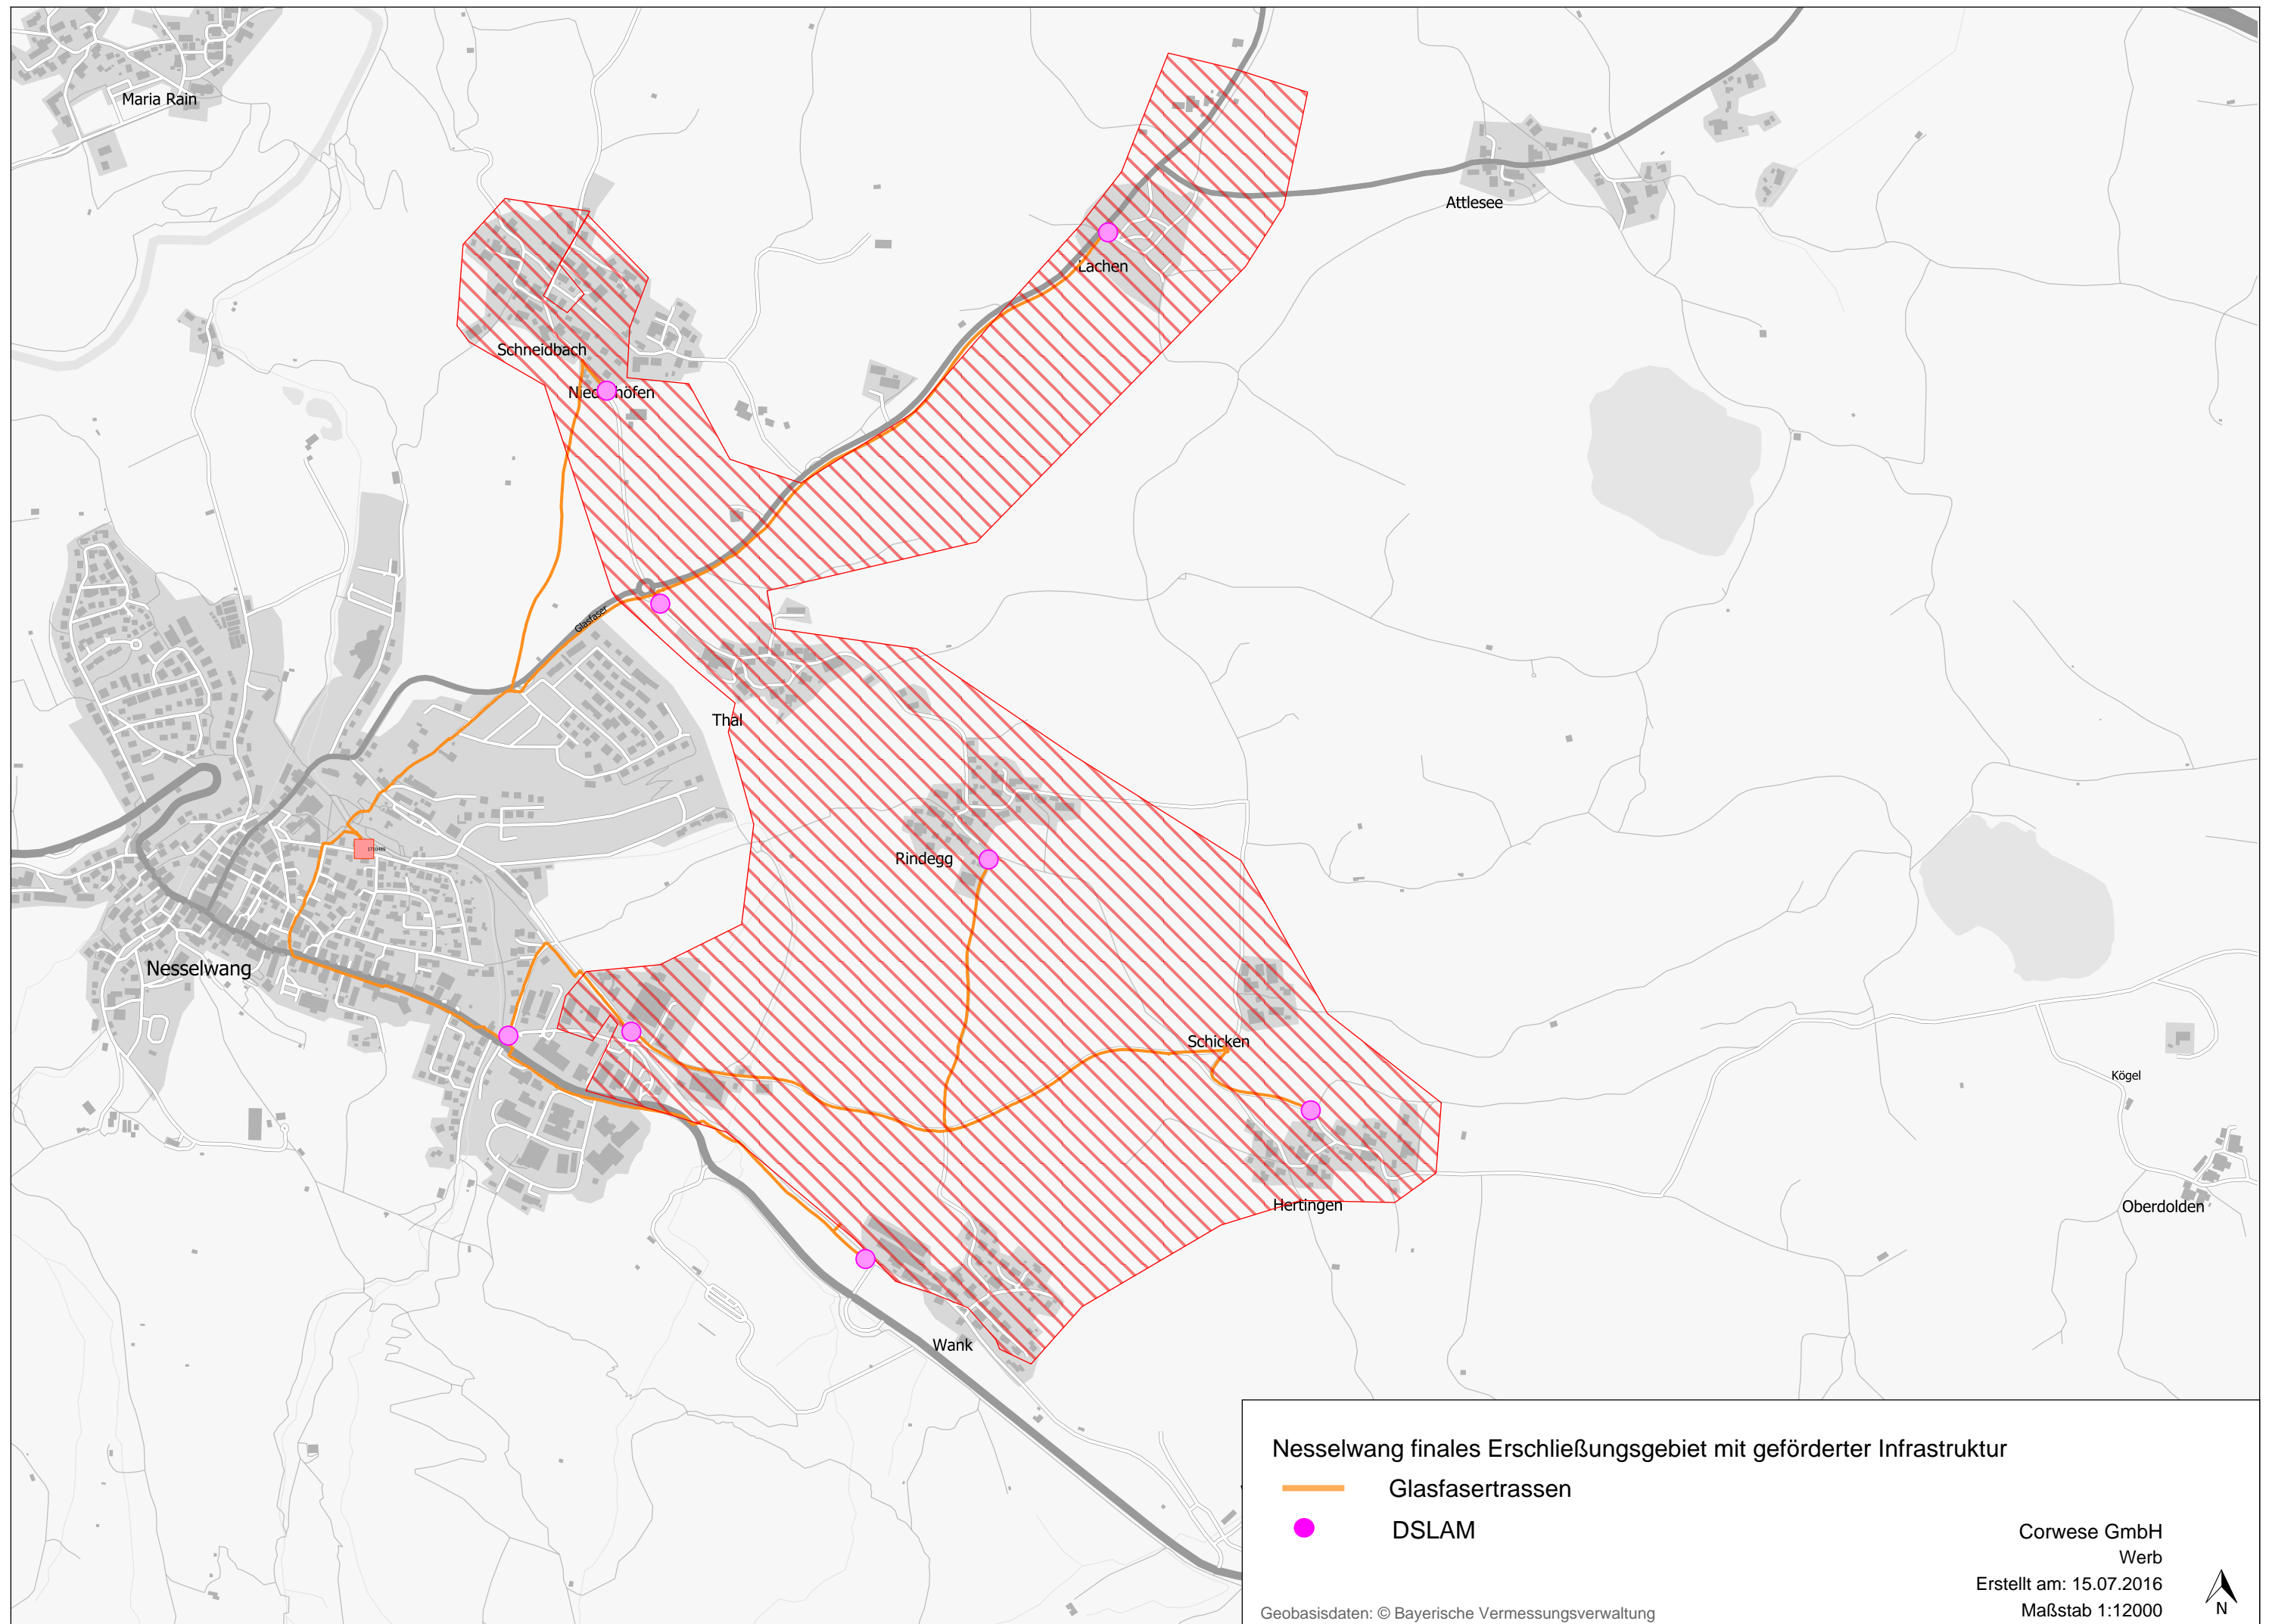 Maria Rain
Attlesee
Lachen
Schneidbach
Niederhöfen
Glasfaser
Thal
Rindegg
Nesselwang
Schicken
Kögel
Hertingen
Oberdolden
Wank
Nesselwang finales Erschließungsgebiet mit geförderter Infrastruktur
Glasfasertrassen
DSLAM
Corwese GmbH
Werb
Erstellt am: 15.07.2016
Maßstab 1:12000
N
Geobasisdaten: © Bayerische Vermessungsverwaltung